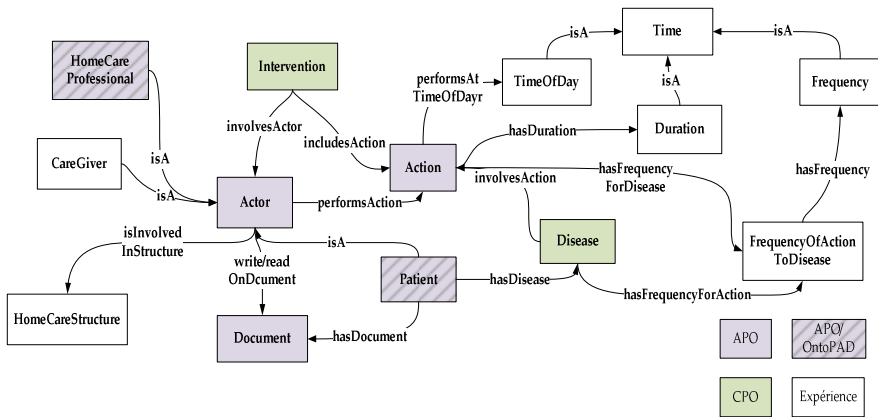 isA
Time
isA
HomeCare
Professional
Intervention
performsAt
TimeOfDayr
TimeOfDay
isA
Frequency
involvesActor
includesAction
hasDuration
Duration
CareGiver
isA
Action
hasFrequency
ForDisease
hasFrequency
isA
involvesAction
Actor
performsAction
isInvolved
InStructure
isA
Disease
FrequencyOfAction
ToDisease
write/read
OnDcument
Patient
hasDisease
hasFrequencyForAction
HomeCareStructure
Document
hasDocument
APO
APO/
OntoPAD
CPO
Expérience